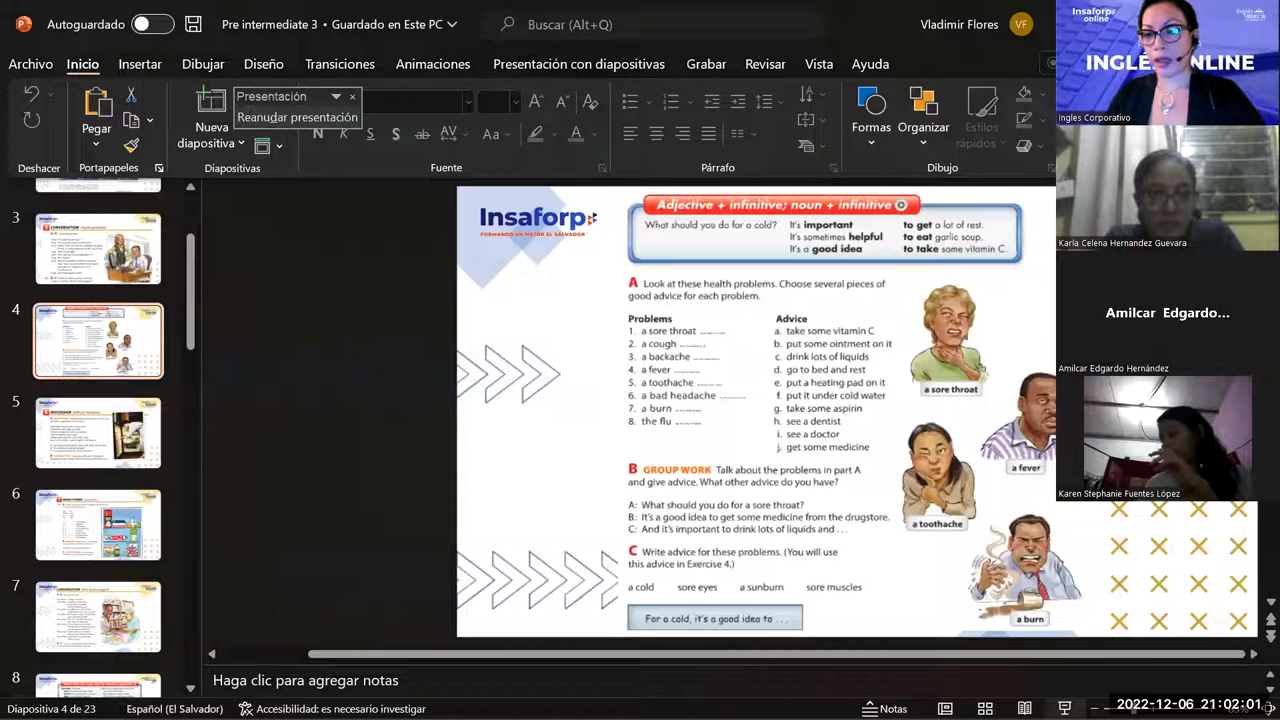 Autoguardado
Pre intermediate 3 • Guardado
te PC
Buscar (Alt+Q)
Vladimir Flores
VF
Archivo
Inicio
Insertar
Dibujar
Diseño
Transiciones
Animaciones
Presentación con diapositivas
Grabar
Revisar
Vista
Ayuda
Presentación
Reanudar presentación
Pegar
Nueva
diapositiva
Formas
Organizar
Estilos
rápidos
Deshacer
Portapapeles
Diapositivas
Fuente
Párrafo
Dibujo
3
4
6
7
Insaforp
FORMANDO UN MEJOR EL SALVADOR
Adjective + infinitive; noun + infinitive
What should you do for a cold? It's important to get a lot of rest.
It's sometimes helpful to eat garlic soup.
It's a good idea to take some vitamin C.
A Look at these health problems. Choose several pieces of
good advice for each problem.
Problems
1. a sore throat
2. a cough
3. a backache
4. a fever
5. a toothache
6. a bad headache
7. a burn
8. the flu
Advice
a. take some vitamin C
b. put some ointment on it
c. drink lots of liquids
d. go to bed and rest
e. put a heating pad on it
f. put it under cold water
g. take some aspirin
h. see a dentist
i. see a doctor
j. get some medicine
a sore throat
a fever
a toothache
a burn
B GROUP WORK Talk about the problems in part A
and give advice. What other advice do you have?
A: What should you do for a sore throat?
B: It's a good idea to get some medicine from the drugstore.
C: And it's important to drink lots of liquids and . . .
C Write advice for these problems. (You will use
this advice in Exercise 4.)
a cold sore eyes a sunburn sore muscles
For a cold, it's a good idea to . . .
Haga clic para agregar notas
Diapositiva 4 de 23
Español (El Salvador)
Accesibilidad: es necesario investigar
Notas
2022-12-06 21:02:01
Insaforp
online
Ingles Corporativo
Karla Celena Hernandez Guevara
Amilcar Edgardo...
Amilcar Edgardo Hernández
Karen Stephanie Fuentes López